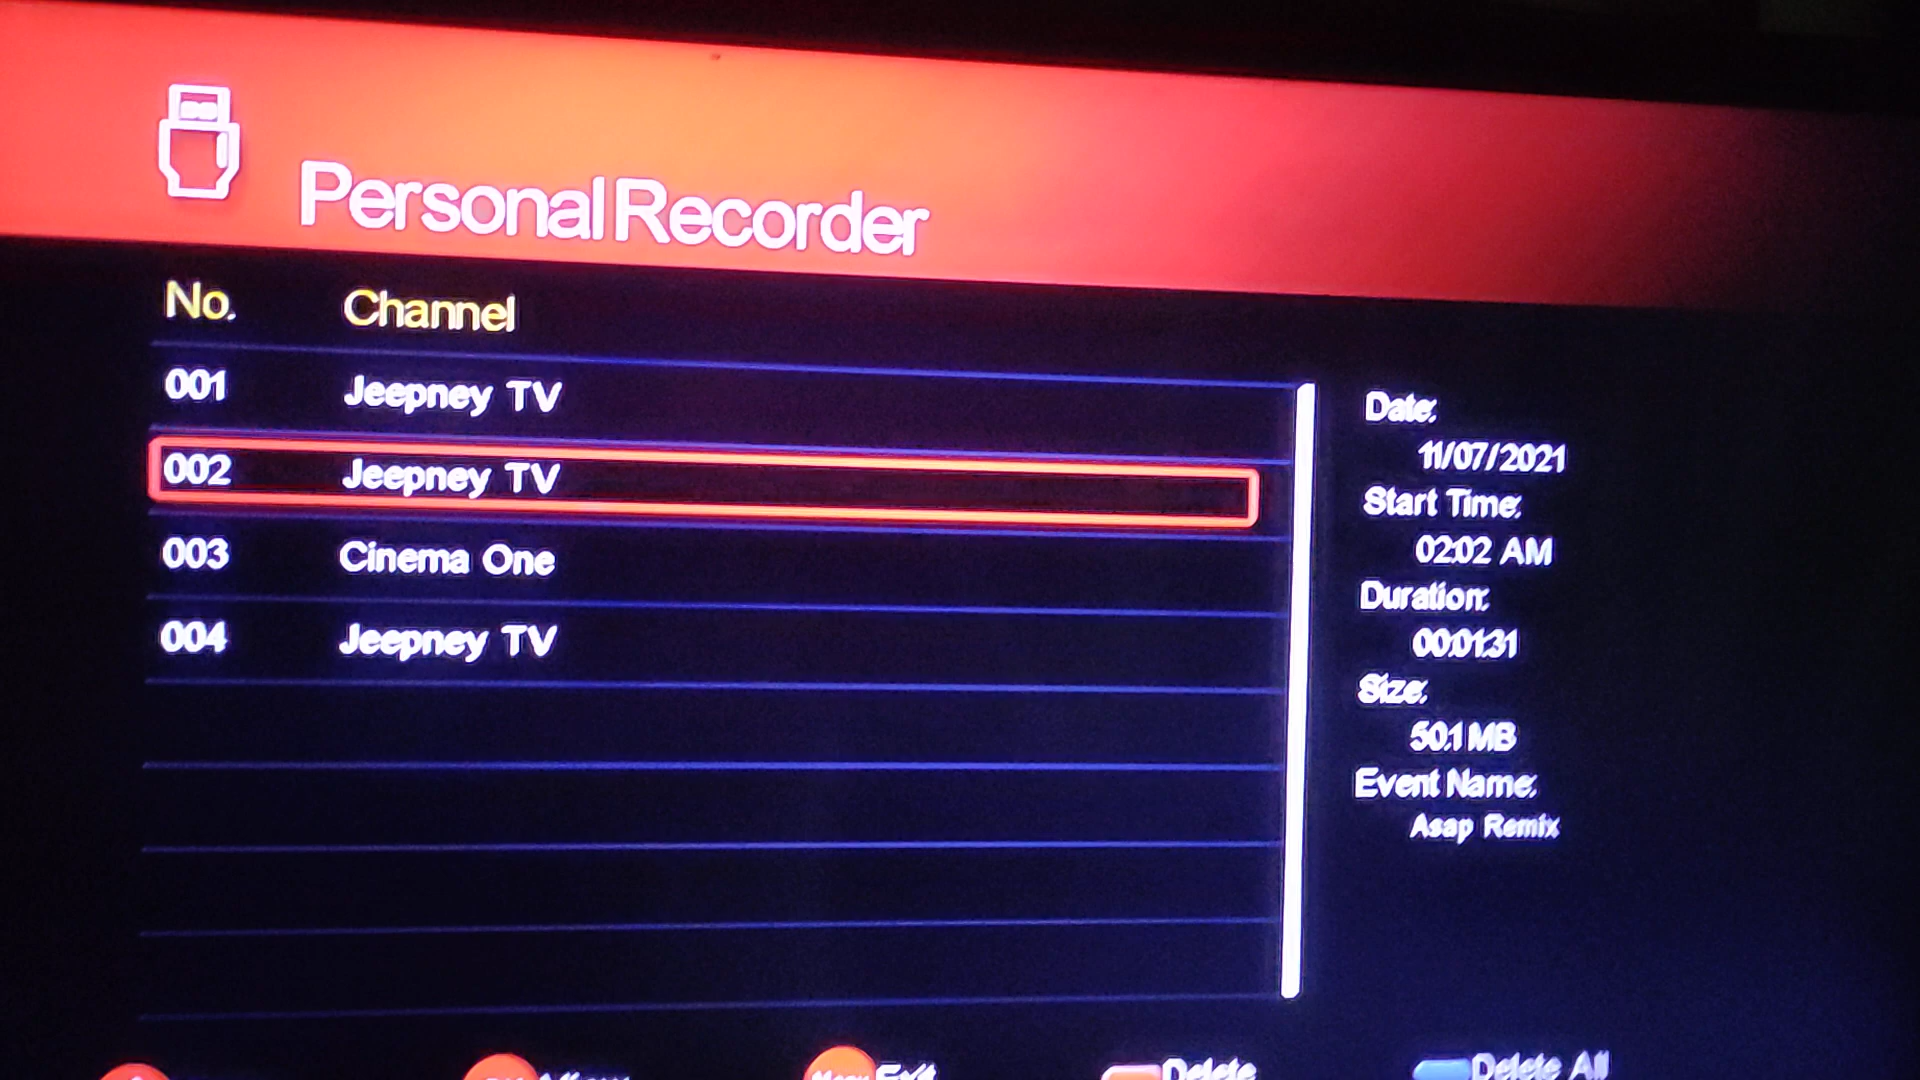 Personal Recorder
No. Channel
001 Jeepney TV
002 Jeepney TV
003 Cinema One
004 Jeepney TV
Date:
11/07/2021
Start Time:
02:02 AM
Duration:
00:01:31
Size:
50.1 MB
Event Name:
Asap Remix
Menu Exit
Delete
Delete All